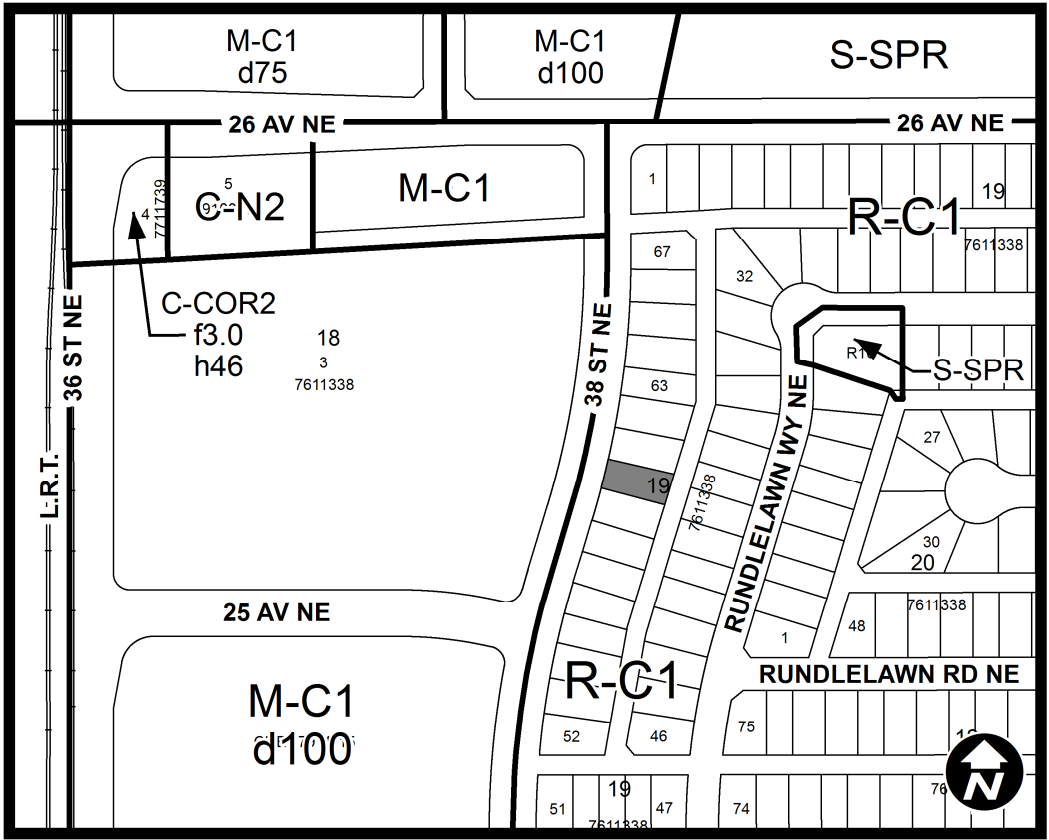 M-C1
d75
M-C1
d100
S-SPR
26 AV NE
26 AV NE
5
C-N2
4
7711739
M-C1
1
19
R-C1
7611338
67
32
C-COR2
f3.0
h46
36 ST NE
38 ST NE
18
3
7611338
63
S-SPR
RUNDLELAWN WY NE
27
L.R.T.
19
7611338
30
20
25 AV NE
7611338
1
48
R-C1
RUNDLELAWN RD NE
M-C1
d100
52
46
75
19
51
47
7611338
74
N